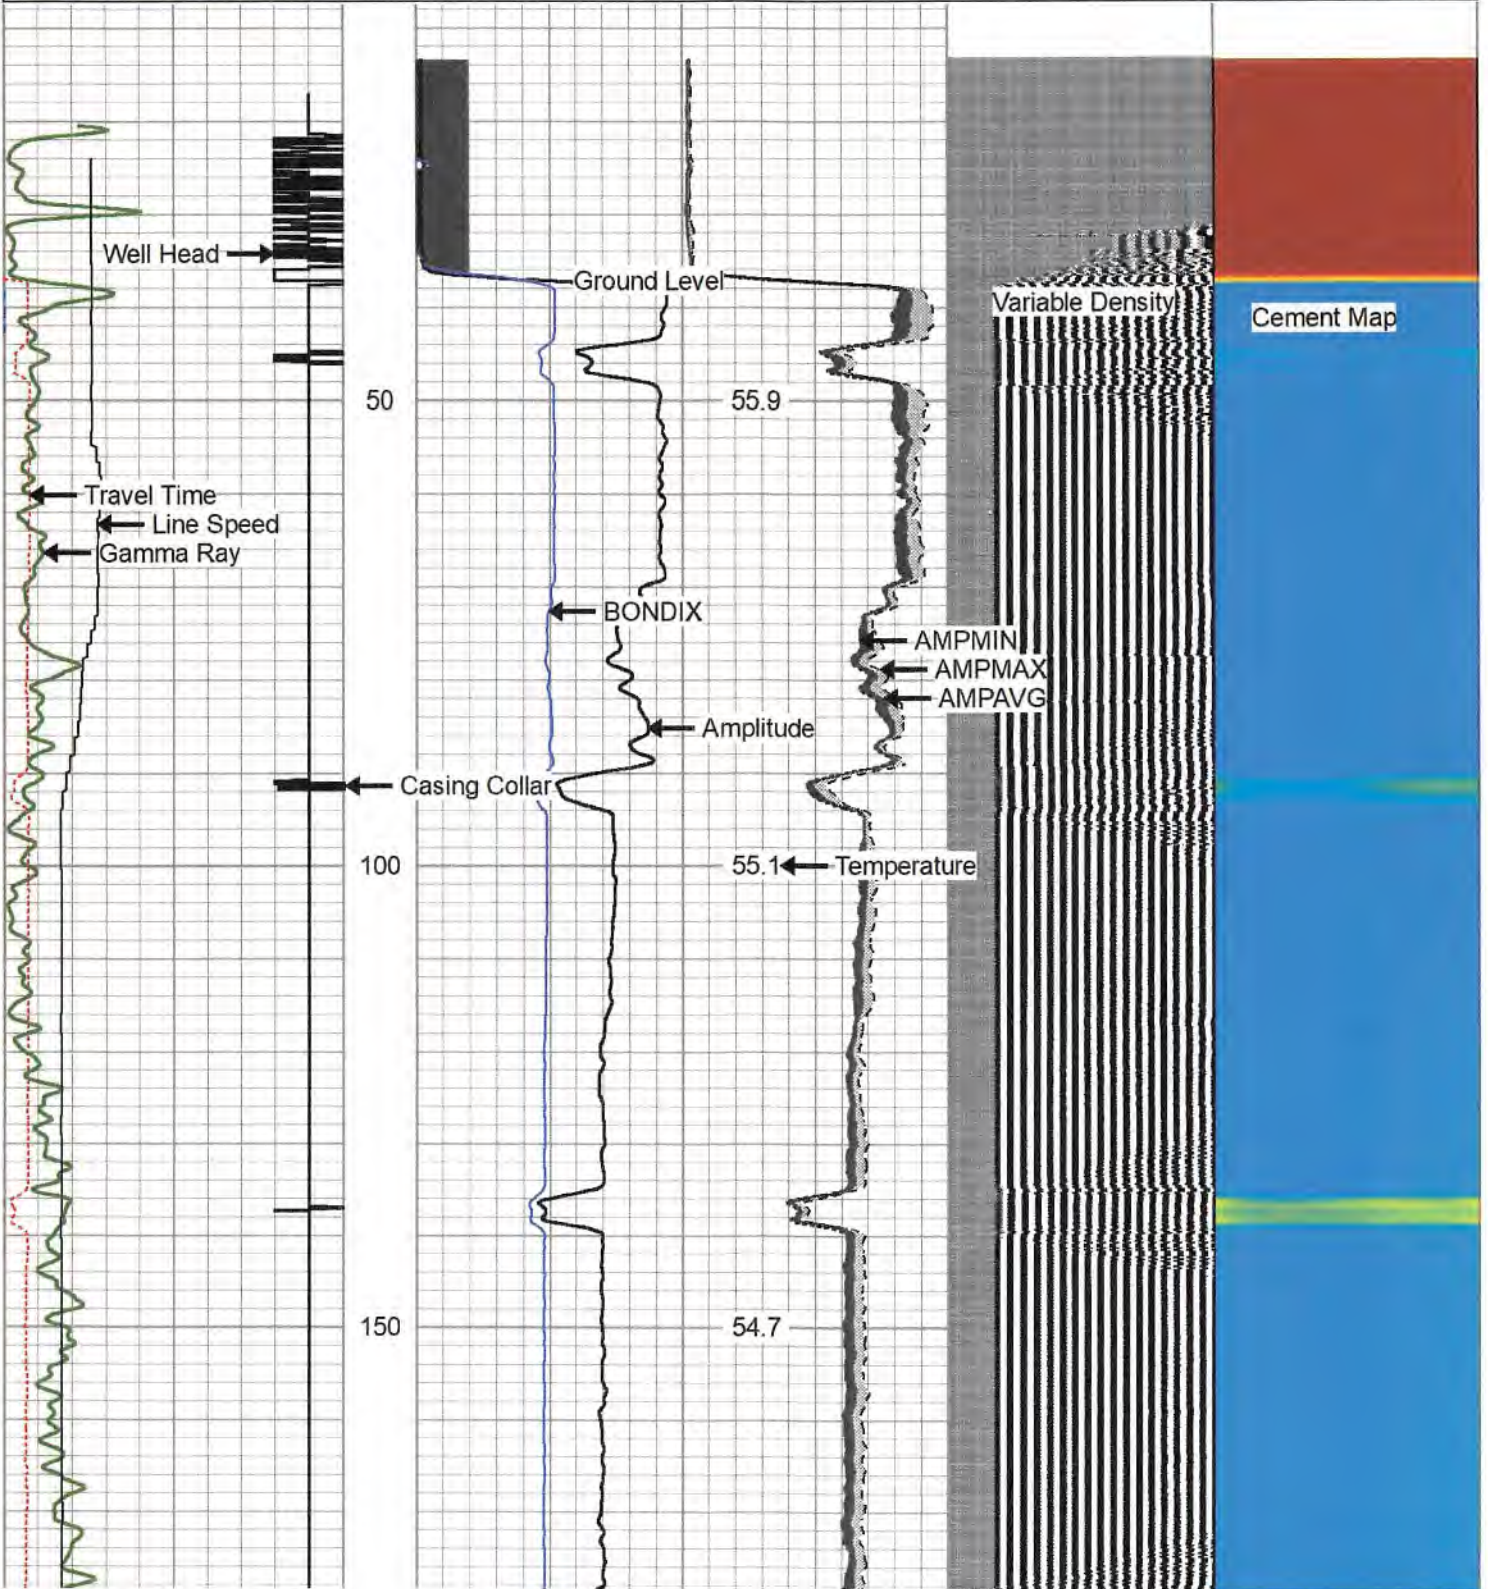 Well Head
Ground Level
Variable Density
Cement Map
50
55.9
Travel Time
Line Speed
Gamma Ray
BONDIX
AMPMIN
AMPMAX
AMPAVG
Amplitude
Casing Collar
100
55.1
Temperature
150
54.7